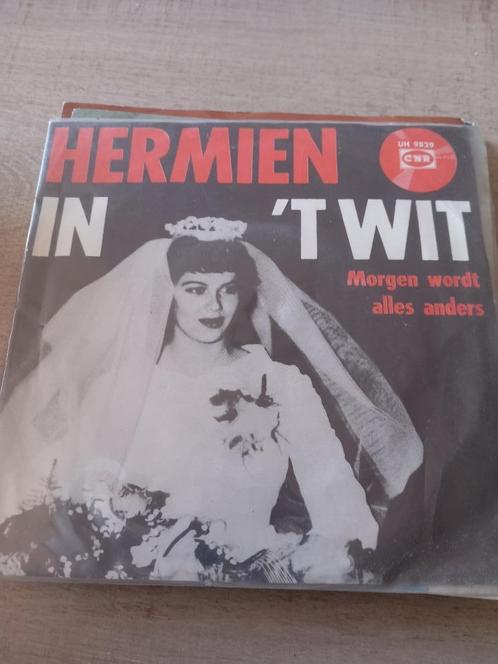 HERMIEN
UH 9829
CNR
IN 'T WIT
Morgen wordt
alles anders